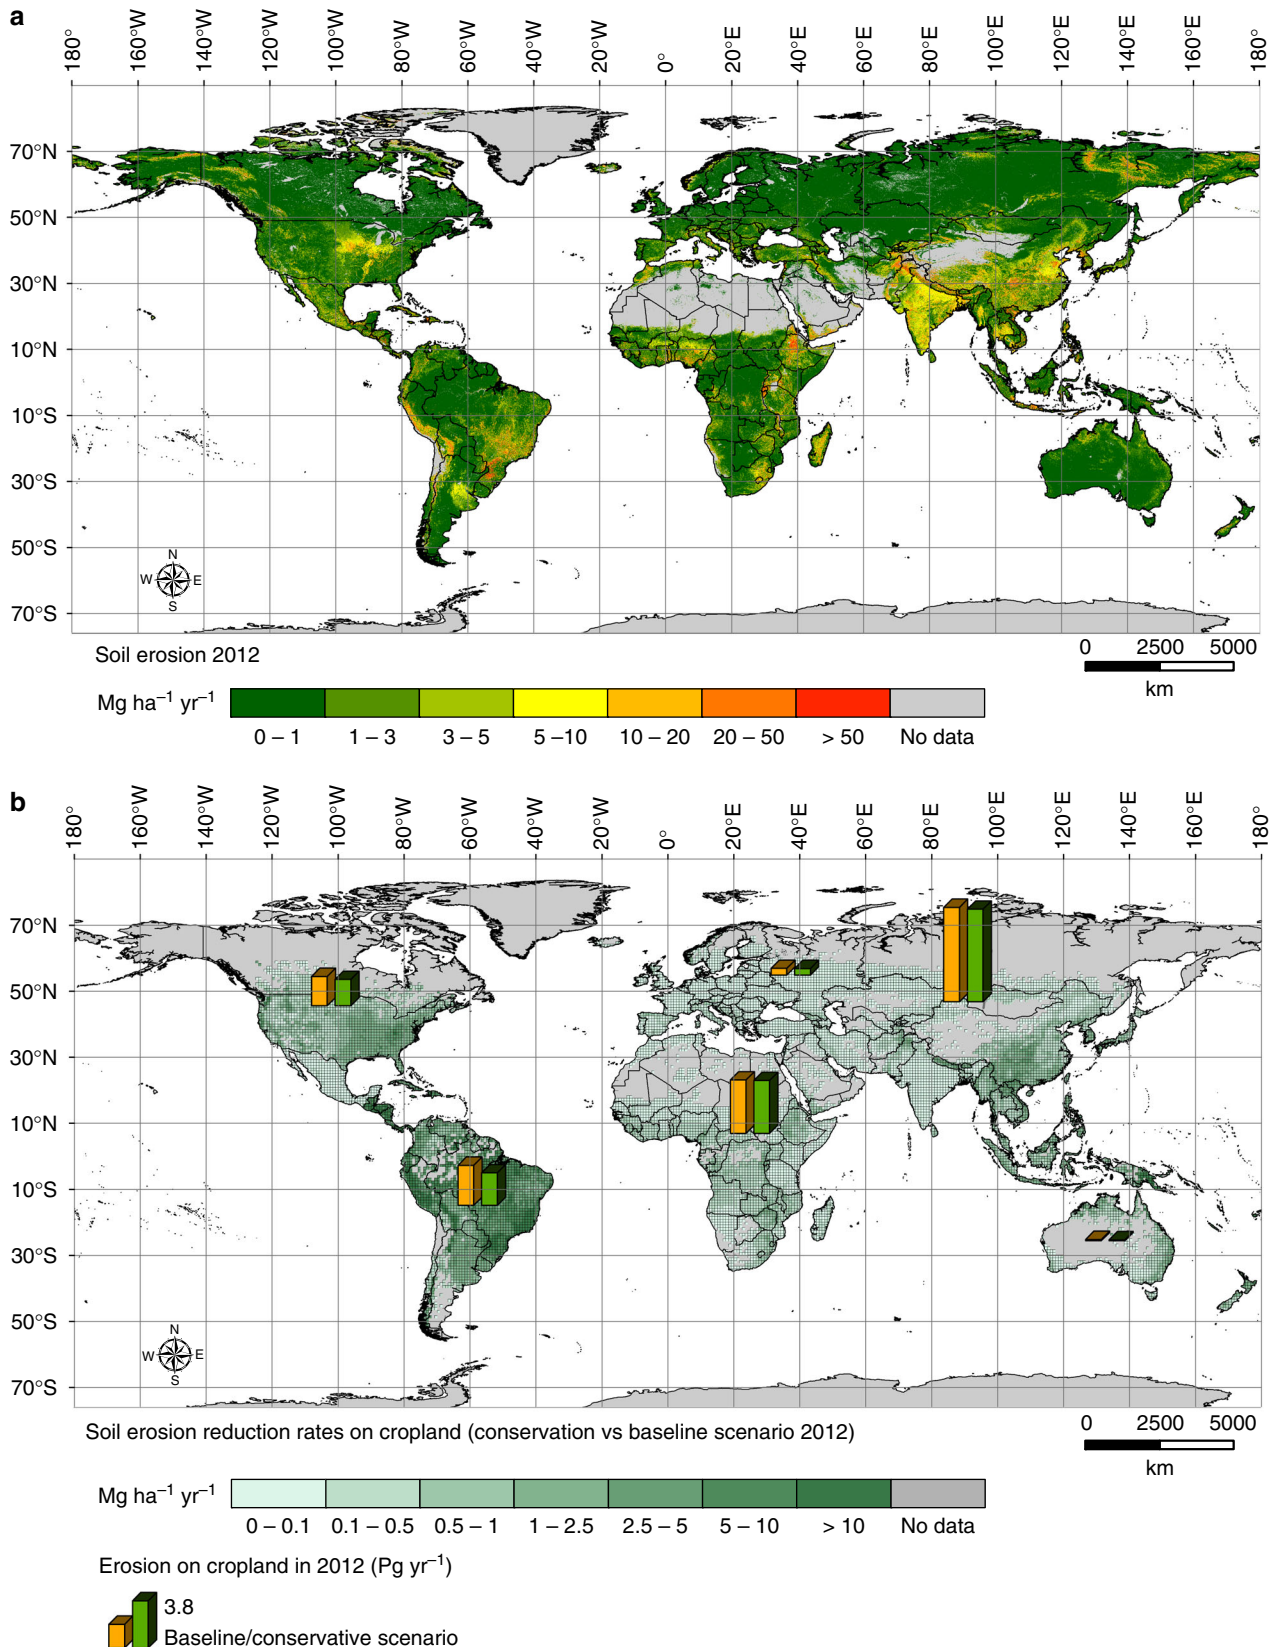 a
180° 160°W 140°W 120°W 100°W 80°W 60°W 40°W 20°W 0° 20°E 40°E 60°E 80°E 100°E 120°E 140°E 160°E 180°
70°N
50°N
30°N
10°N
10°S
30°S
50°S
70°S
N
W E
S
Soil erosion 2012
0 2500 5000
km
Mg ha⁻¹ yr⁻¹
0 – 1 1 – 3 3 – 5 5 –10 10 – 20 20 – 50 > 50 No data
b
180° 160°W 140°W 120°W 100°W 80°W 60°W 40°W 20°W 0° 20°E 40°E 60°E 80°E 100°E 120°E 140°E 160°E 180°
70°N
50°N
30°N
10°N
10°S
30°S
50°S
70°S
N
W E
S
Soil erosion reduction rates on cropland (conservation vs baseline scenario 2012)
0 2500 5000
km
Mg ha⁻¹ yr⁻¹
0 – 0.1 0.1 – 0.5 0.5 – 1 1 – 2.5 2.5 – 5 5 – 10 > 10 No data
Erosion on cropland in 2012 (Pg yr⁻¹)
3.8
Baseline/conservative scenario